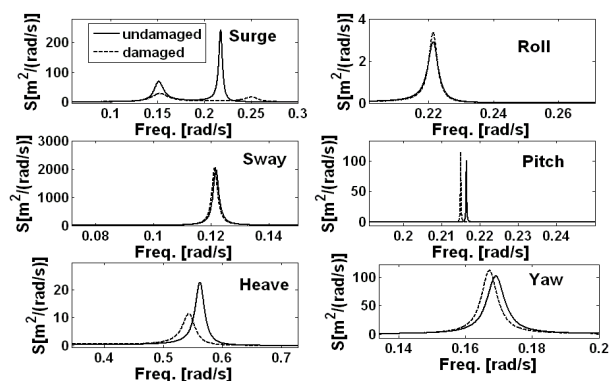 undamaged
damaged
Surge
S[m²/(rad/s)]
200
100
0
0.1 0.15 0.2 0.25 0.3
Freq. [rad/s]
Roll
S[m²/(rad/s)]
4
2
0
0.22 0.24 0.26
Freq. [rad/s]
Sway
S[m²/(rad/s)]
3000
2000
1000
0
0.08 0.1 0.12 0.14
Freq. [rad/s]
Pitch
S[m²/(rad/s)]
100
50
0
0.2 0.21 0.22 0.23 0.24
Freq. [rad/s]
Heave
S[m²/(rad/s)]
20
10
0
0.4 0.5 0.6 0.7
Freq. [rad/s]
Yaw
S[m²/(rad/s)]
100
50
0
0.14 0.16 0.18 0.2
Freq. [rad/s]